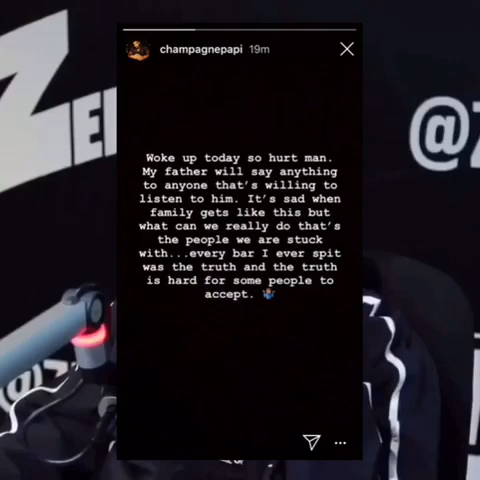 ZE
@Z
champagnepapi 19m
Woke up today so hurt man.
My father will say anything
to anyone that's willing to
listen to him. It's sad when
family gets like this but
what can we really do that's
the people we are stuck
with...every bar I ever spit
was the truth and the truth
is hard for some people to
accept. 🤷🏽‍♂️